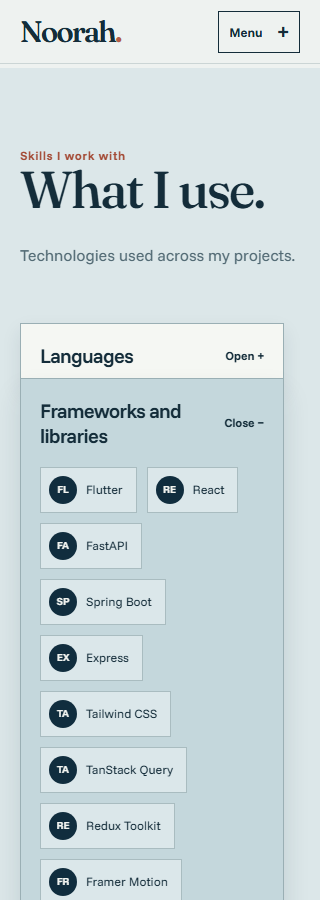 Noorah.
Menu +
Skills I work with
What I use.
Technologies used across my projects.
Languages
Open +
Frameworks and
libraries
Close −
FL Flutter
RE React
FA FastAPI
SP Spring Boot
EX Express
TA Tailwind CSS
TA TanStack Query
RE Redux Toolkit
FR Framer Motion